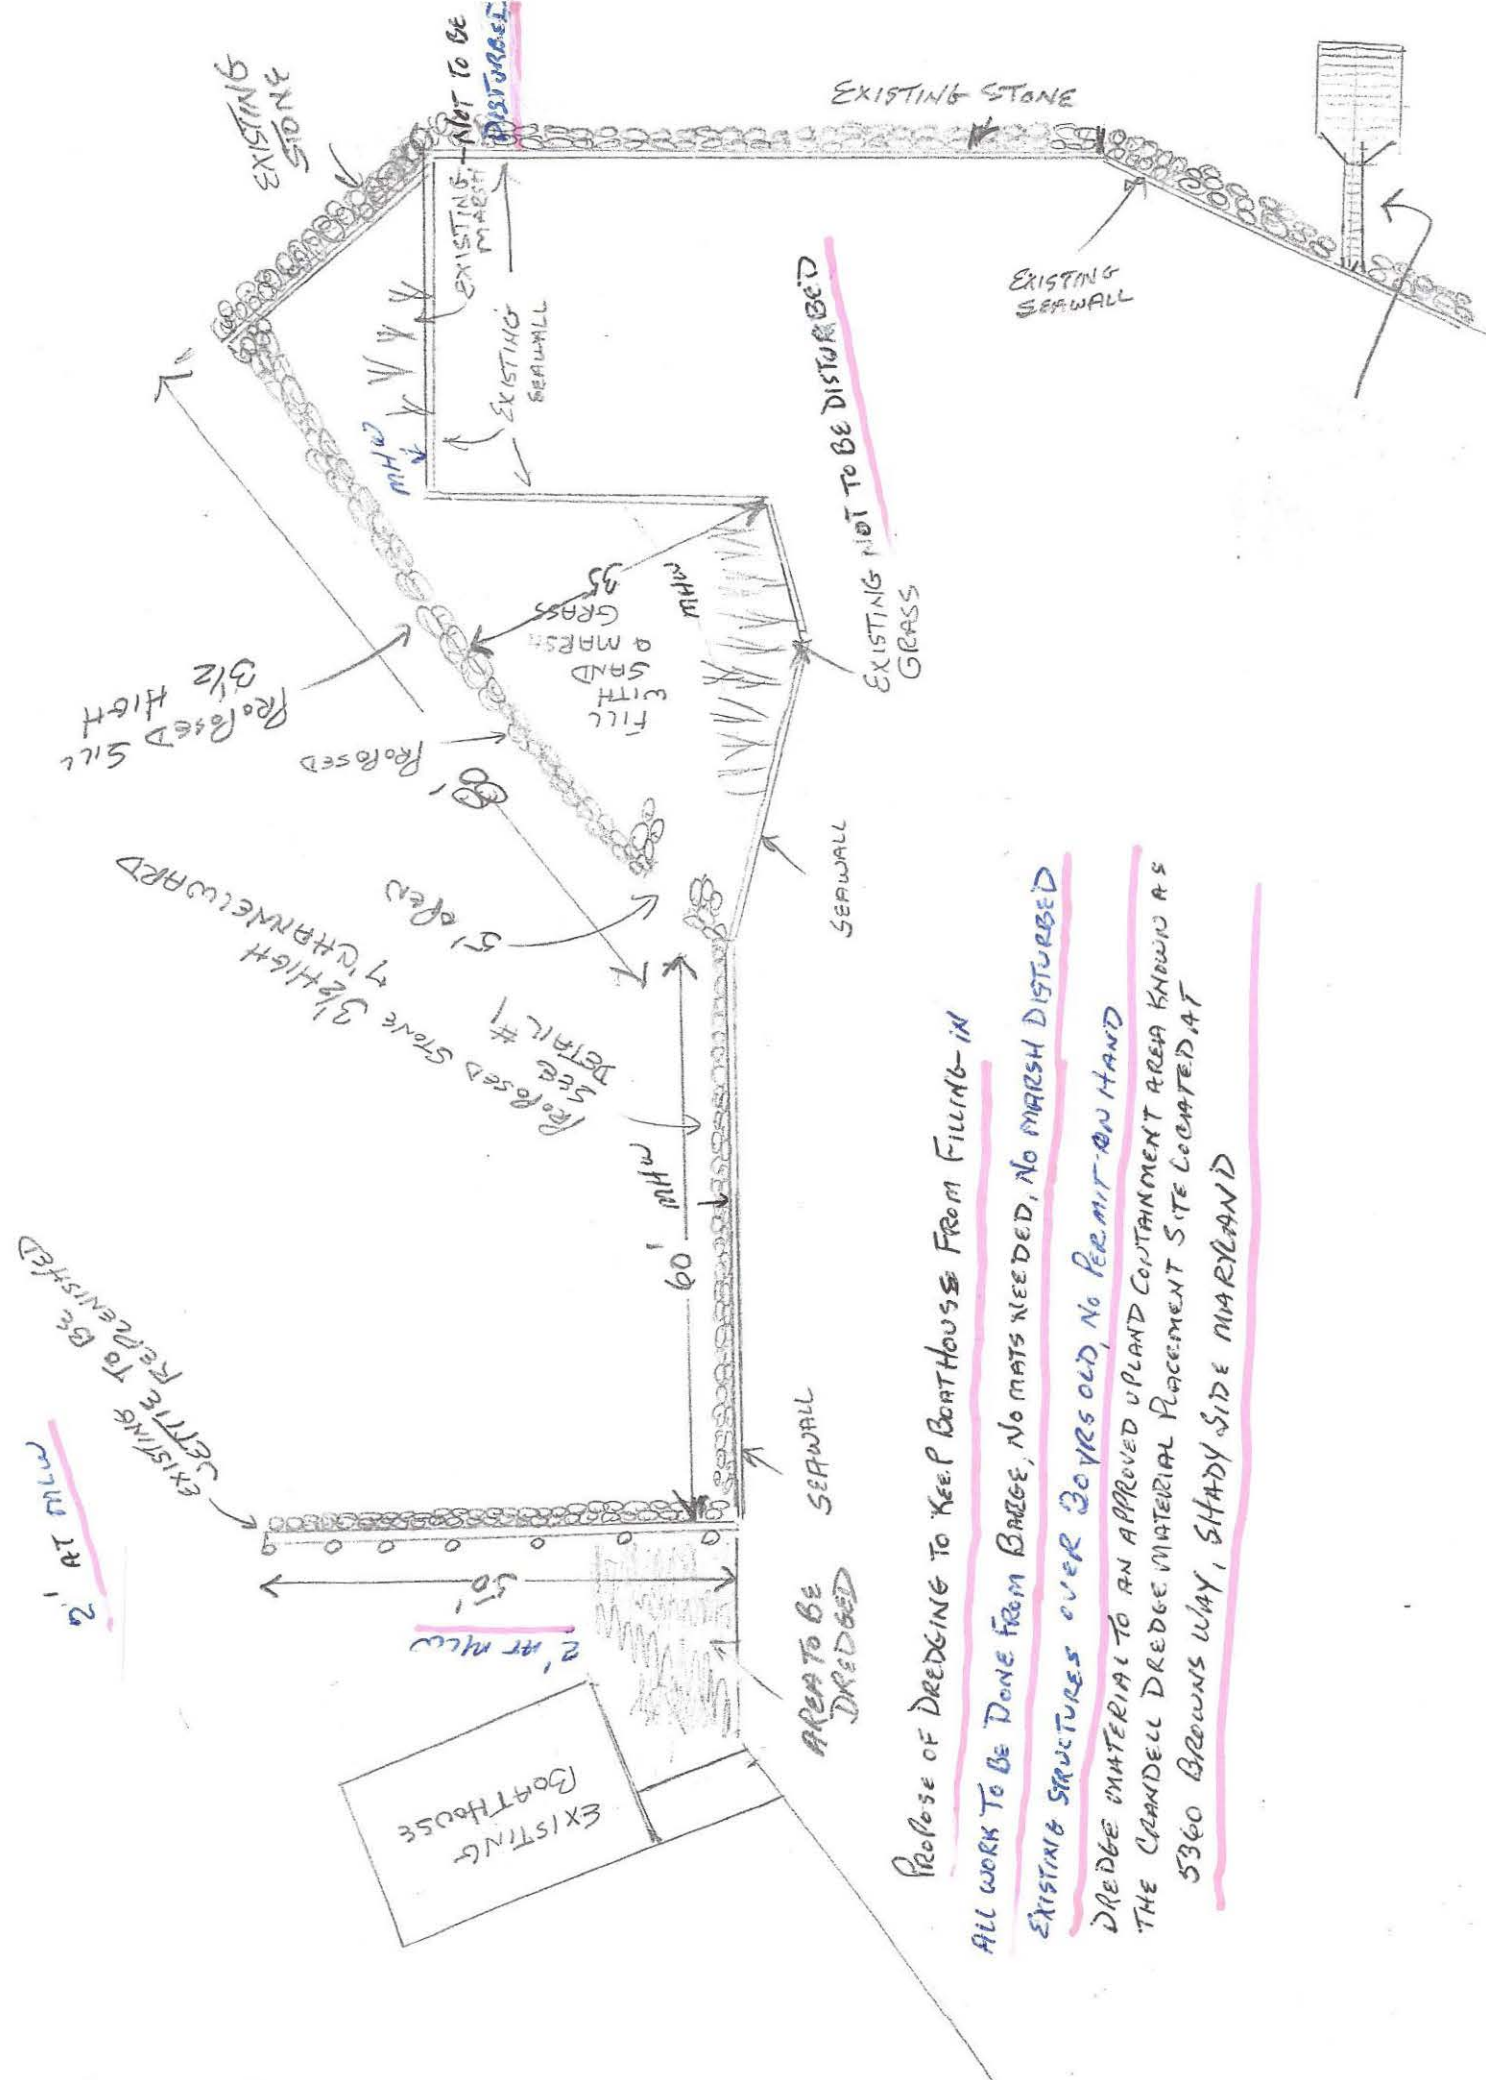 2' AT MLW
EXISTING
JETTIE TO BE
REPLENISHED
50'
2' AT MLW
EXISTING
BOATHOUSE
AREA TO BE
DREDGED
SEAWALL
60'
MHW
PROPOSED STONE 3½ HIGH
7' CHANNELWARD
SEE
DETAIL #1
5' OPEN
80'
PROPOSED
PROPOSED SILL
3½ HIGH
FILL
WITH
SAND
& MARSH
GRASS
35
MHW
SEAWALL
EXISTING NOT TO BE DISTURBED
GRASS
MHW
EXISTING
SEAWALL
EXISTING
MARSH
NOT TO BE
DISTURBED
EXISTING
STONE
EXISTING STONE
EXISTING
SEAWALL
PROPOSE OF DREDGING TO KEEP BOATHOUSE FROM FILLING IN
ALL WORK TO BE DONE FROM BARGE, NO MATS NEEDED, NO MARSH DISTURBED
EXISTING STRUCTURES OVER 30 YRS OLD, NO PERMIT ON HAND
DREDGE MATERIAL TO AN APPROVED UPLAND CONTAINMENT AREA KNOWN AS
THE CRANDELL DREDGE MATERIAL PLACEMENT SITE LOCATED AT
5360 BROWNS WAY, SHADY SIDE MARYLAND